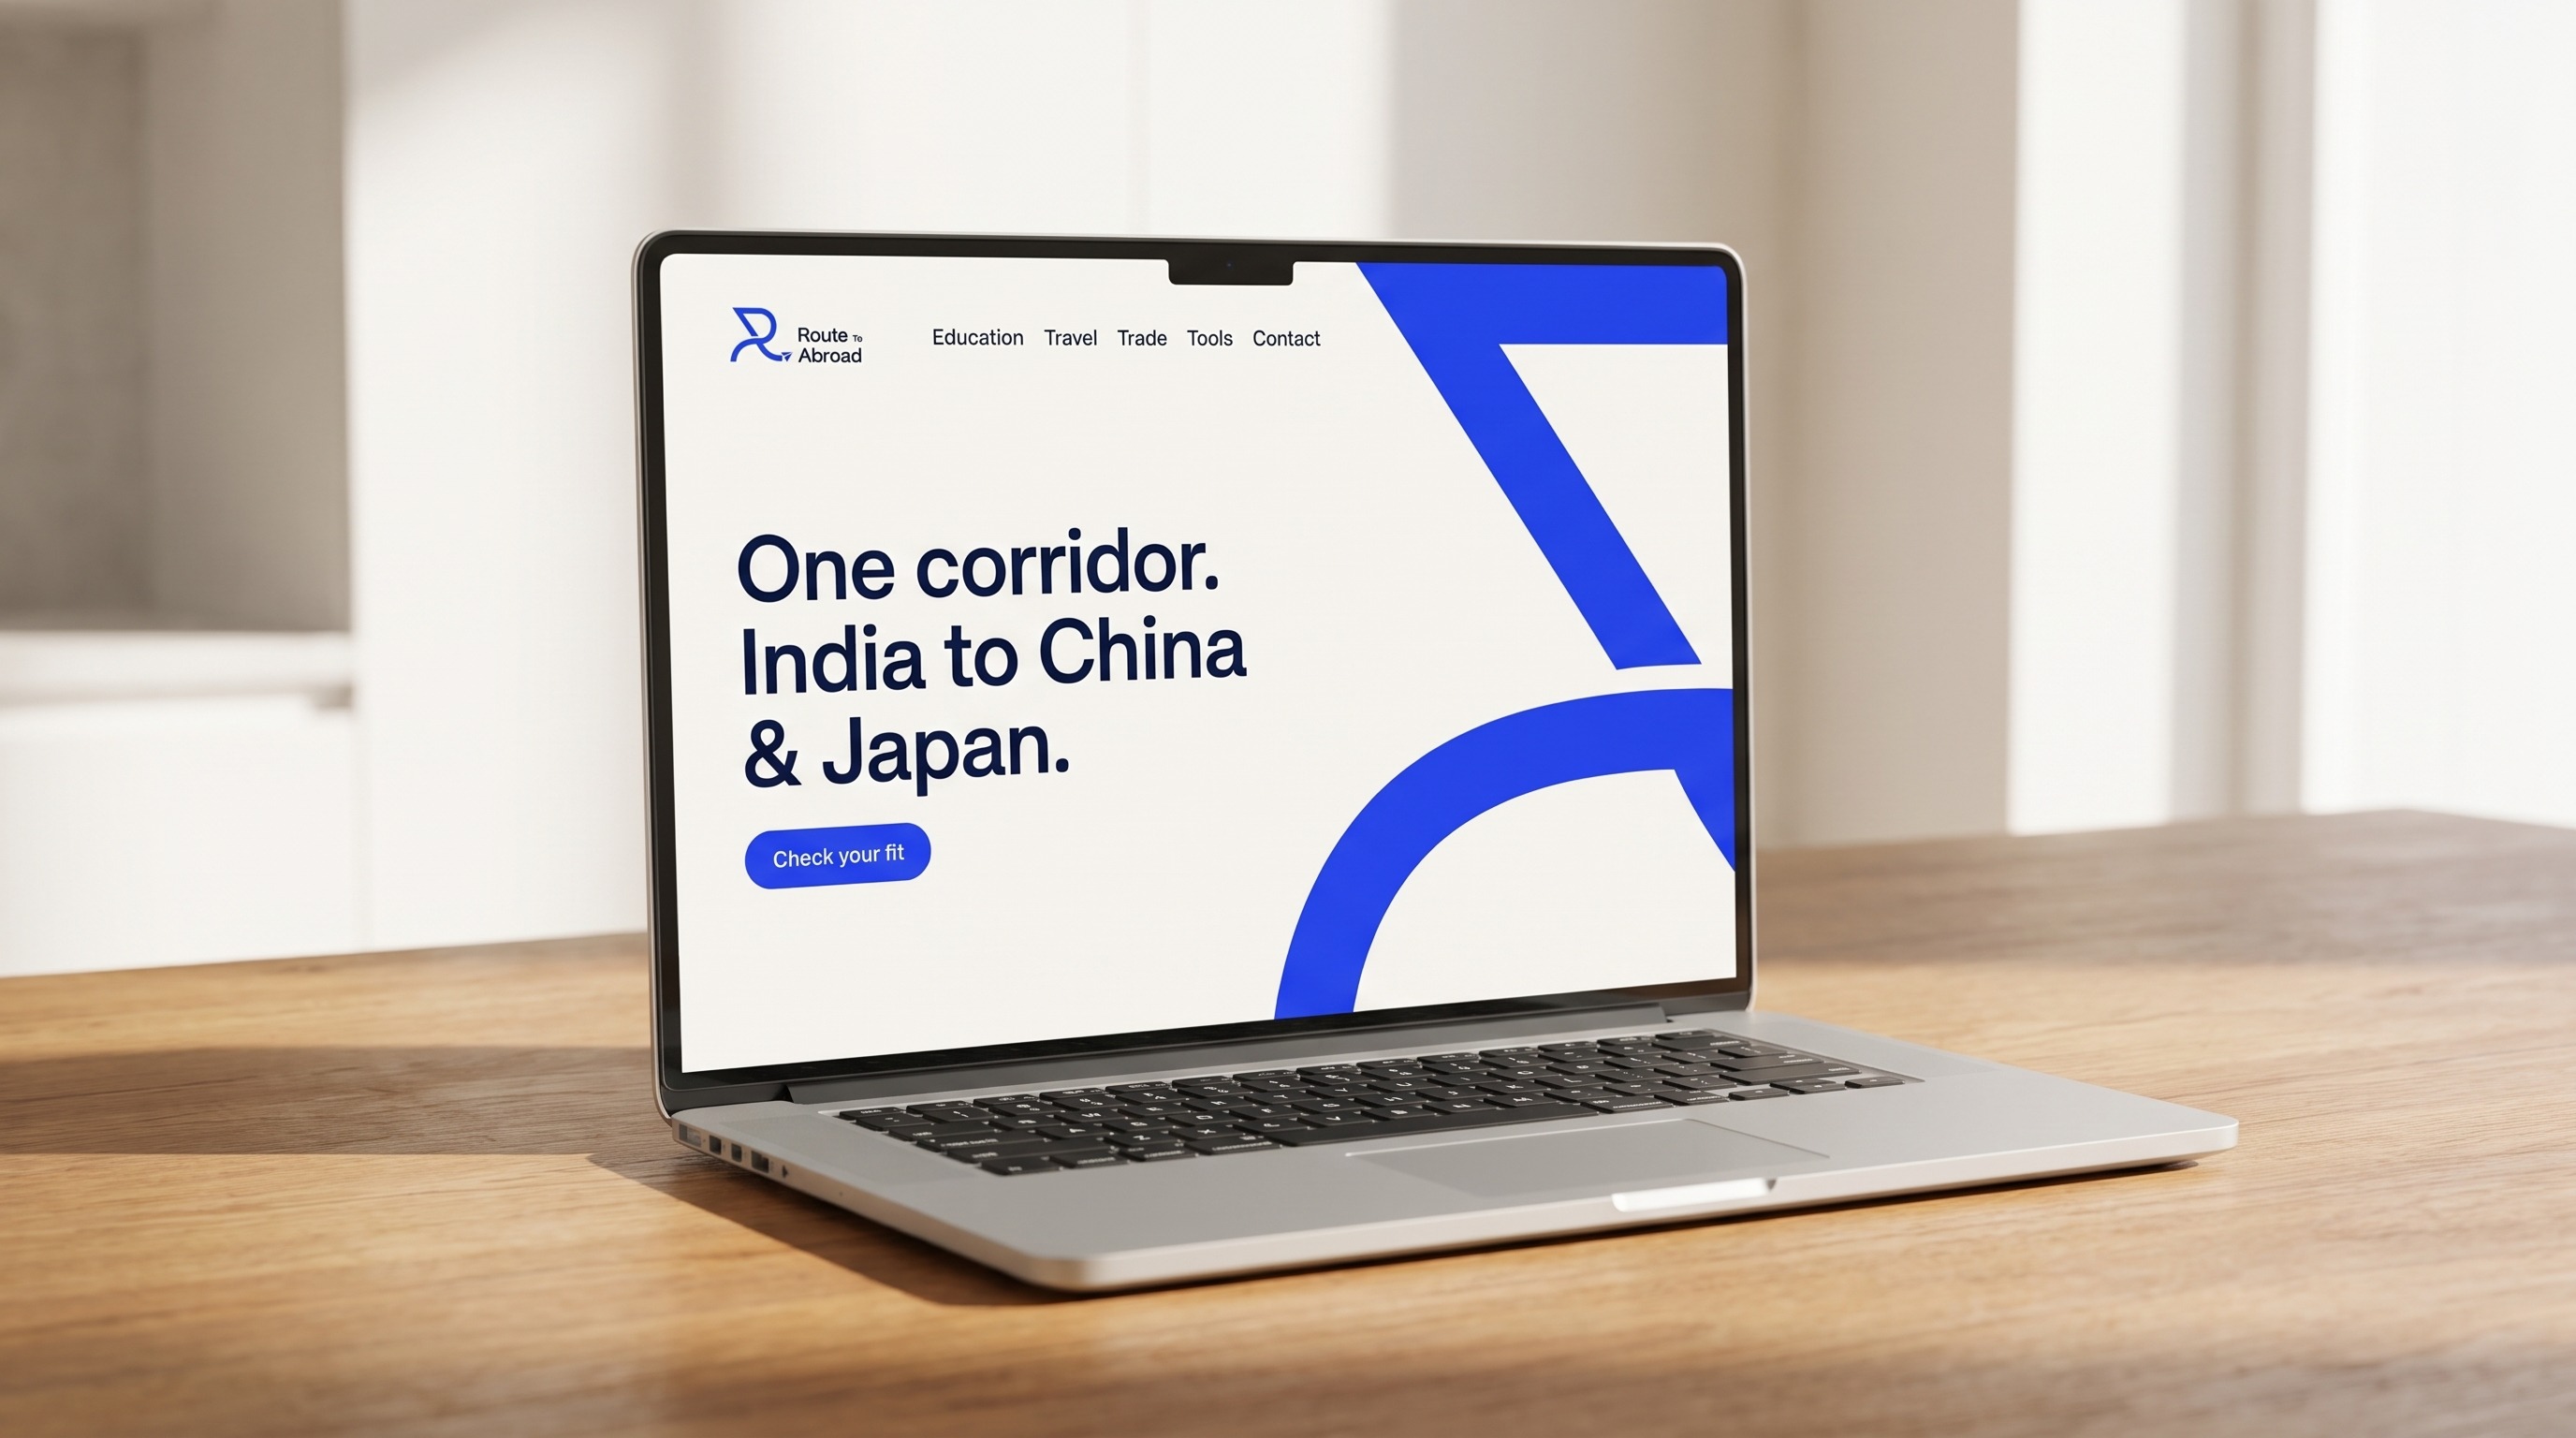 Route To
Abroad
Education Travel Trade Tools Contact
One corridor.
India to China
& Japan.
Check your fit